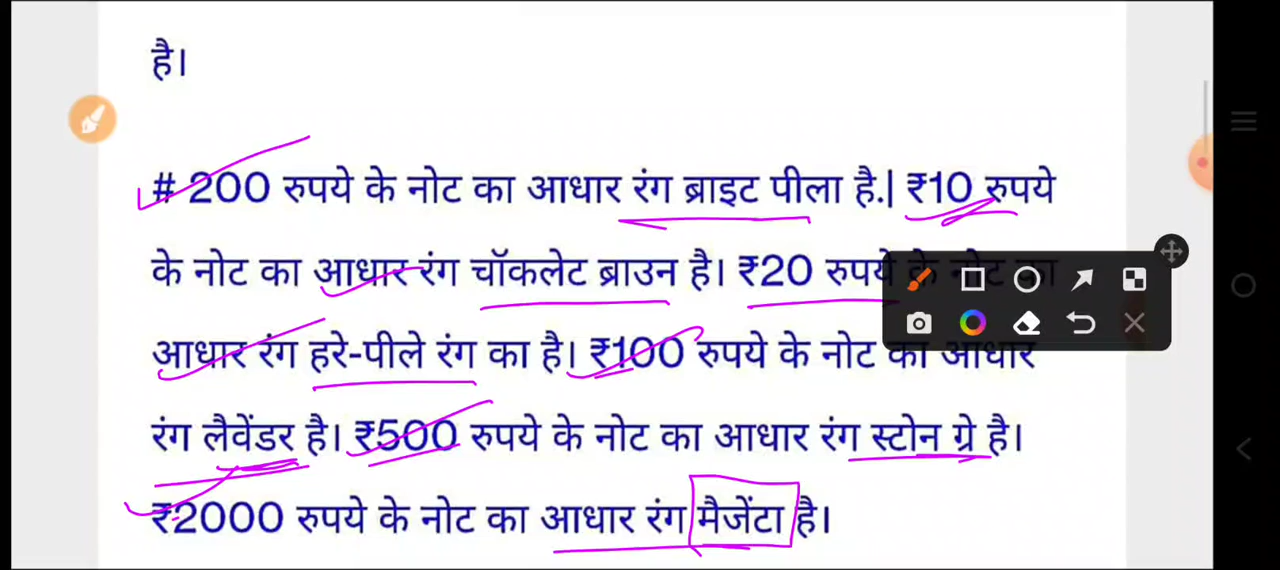 है।
# 200 रुपये के नोट का आधार रंग ब्राइट पीला है.| ₹10 रुपये
के नोट का आधार रंग चॉकलेट ब्राउन है। ₹20 रुपये के नोट का
आधार रंग हरे-पीले रंग का है। ₹100 रुपये के नोट का आधार
रंग लैवेंडर है। ₹500 रुपये के नोट का आधार रंग स्टोन ग्रे है।
₹2000 रुपये के नोट का आधार रंग मैजेंटा है।